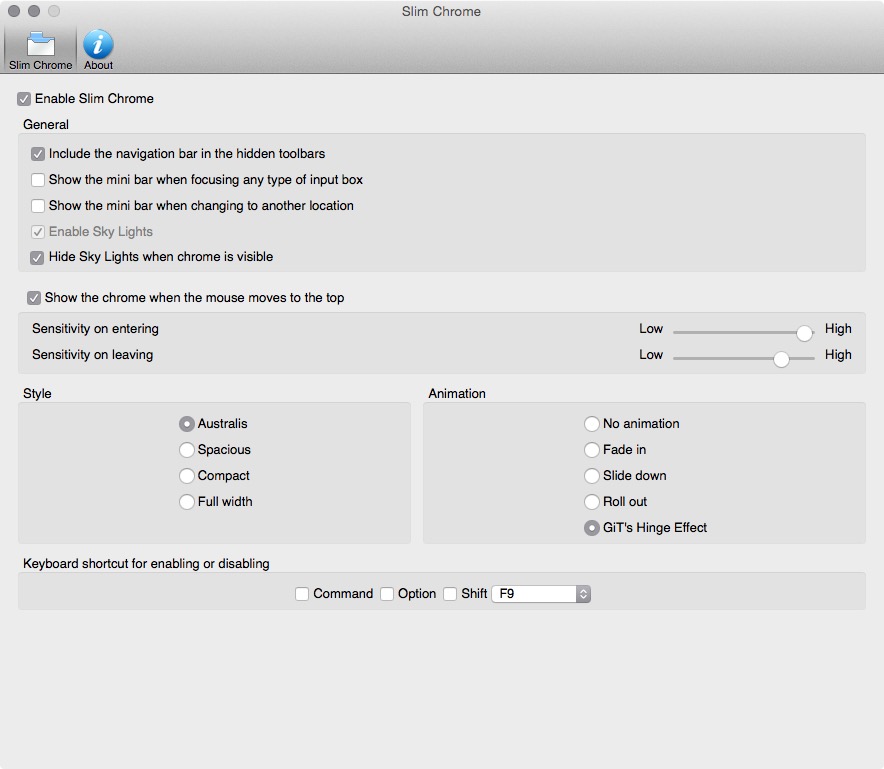 Slim Chrome
Slim Chrome About
Enable Slim Chrome
General
Include the navigation bar in the hidden toolbars
Show the mini bar when focusing any type of input box
Show the mini bar when changing to another location
Enable Sky Lights
Hide Sky Lights when chrome is visible
Show the chrome when the mouse moves to the top
Sensitivity on entering Low High
Sensitivity on leaving Low High
Style
Australis
Spacious
Compact
Full width
Animation
No animation
Fade in
Slide down
Roll out
GiT's Hinge Effect
Keyboard shortcut for enabling or disabling
Command Option Shift F9